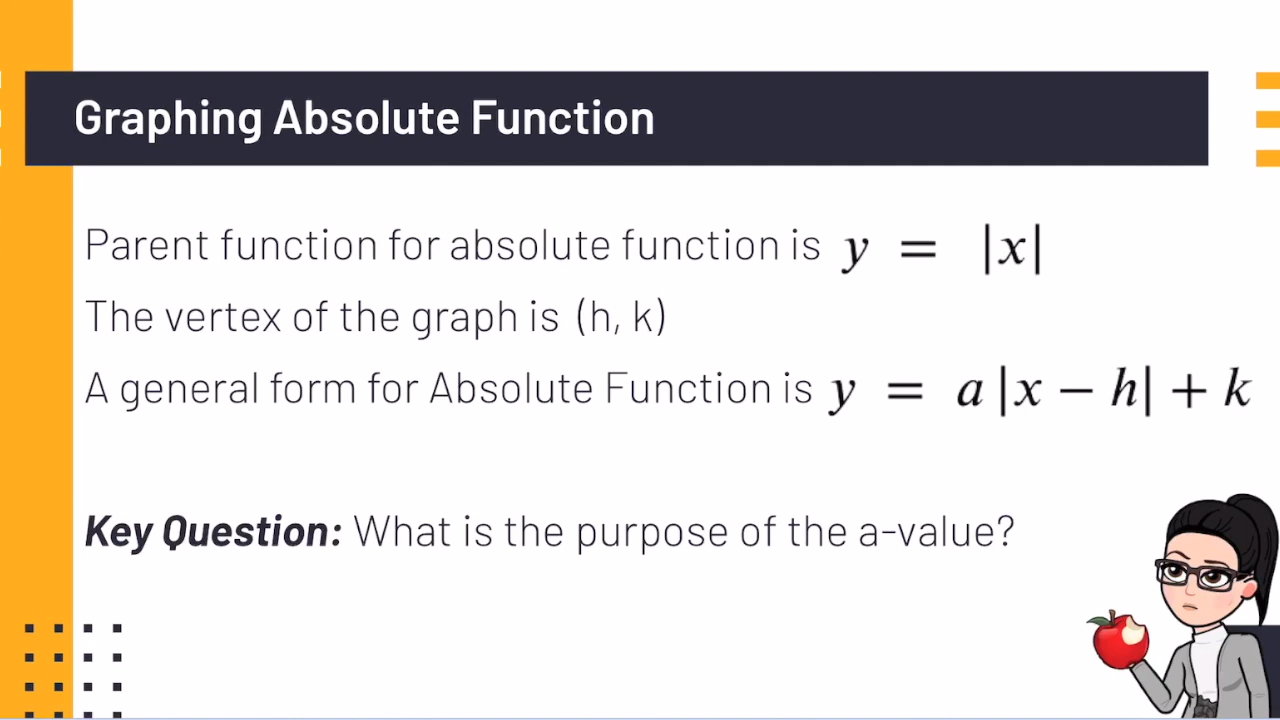 Graphing Absolute Function
Parent function for absolute function is y = |x|
The vertex of the graph is (h, k)
A general form for Absolute Function is y = a |x − h| + k
Key Question: What is the purpose of the a-value?